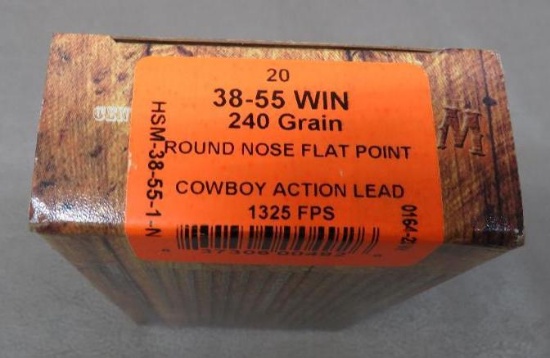 20
38-55 WIN
240 Grain
ROUND NOSE FLAT POINT
COWBOY ACTION LEAD
1325 FPS
HSM-38-55-1-N